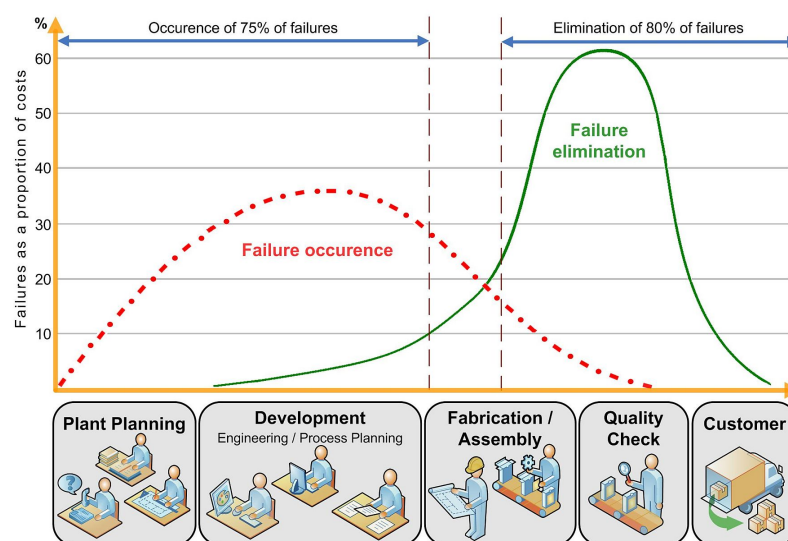 %
Occurence of 75% of failures
Elimination of 80% of failures
Failures as a proportion of costs
60
50
40
30
20
10
Failure
elimination
Failure occurence
Plant Planning
Development
Engineering / Process Planning
Fabrication /
Assembly
Quality
Check
Customer
?